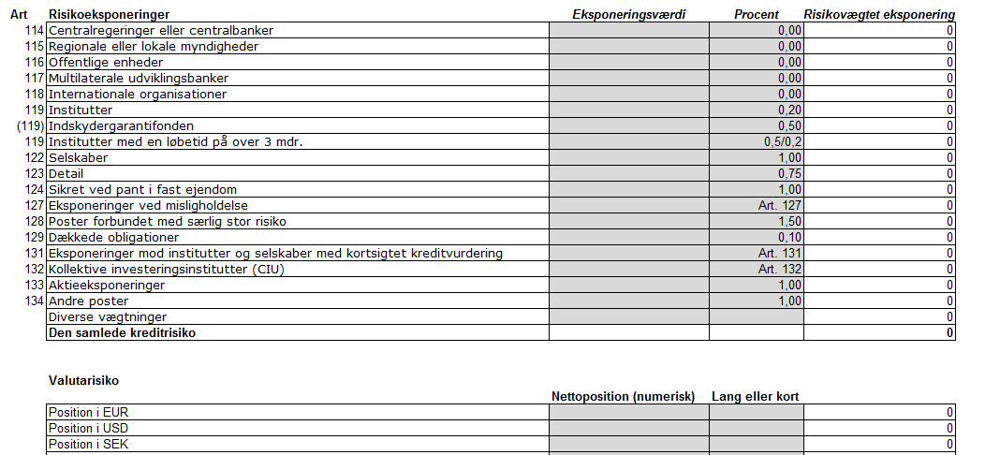 Art Risikoeksponeringer Eksponeringsværdi Procent Risikovægtet eksponering
114 Centralregeringer eller centralbanker 0,00 0
115 Regionale eller lokale myndigheder 0,00 0
116 Offentlige enheder 0,00 0
117 Multilaterale udviklingsbanker 0,00 0
118 Internationale organisationer 0,00 0
119 Institutter 0,20 0
(119) Indskydergarantifonden 0,50 0
119 Institutter med en løbetid på over 3 mdr. 0,5/0,2 0
122 Selskaber 1,00 0
123 Detail 0,75 0
124 Sikret ved pant i fast ejendom 1,00 0
127 Eksponeringer ved misligholdelse Art. 127 0
128 Poster forbundet med særlig stor risiko 1,50 0
129 Dækkede obligationer 0,10 0
131 Eksponeringer mod institutter og selskaber med kortsigtet kreditvurdering Art. 131 0
132 Kollektive investeringsinstitutter (CIU) Art. 132 0
133 Aktieeksponeringer 1,00 0
134 Andre poster 1,00 0
Diverse vægtninger 0
Den samlede kreditrisiko 0
Valutarisiko
Nettoposition (numerisk) Lang eller kort
Position i EUR 0
Position i USD 0
Position i SEK 0